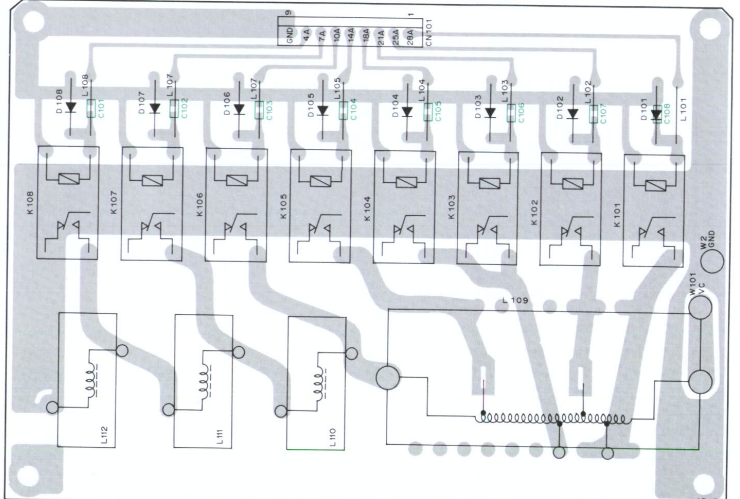 9
1
GND
4A
7A
10A
14A
18A
21A
25A
28A
CN101
D108
L108
C101
D107
L107
C102
D106
L107
C103
D105
L105
C104
D104
L104
C105
D103
L103
C106
D102
L102
C107
D101
C108
L101
K108
K107
K106
K105
K104
K103
K102
K101
W2
GND
W101
VC
L109
L112
L111
L110